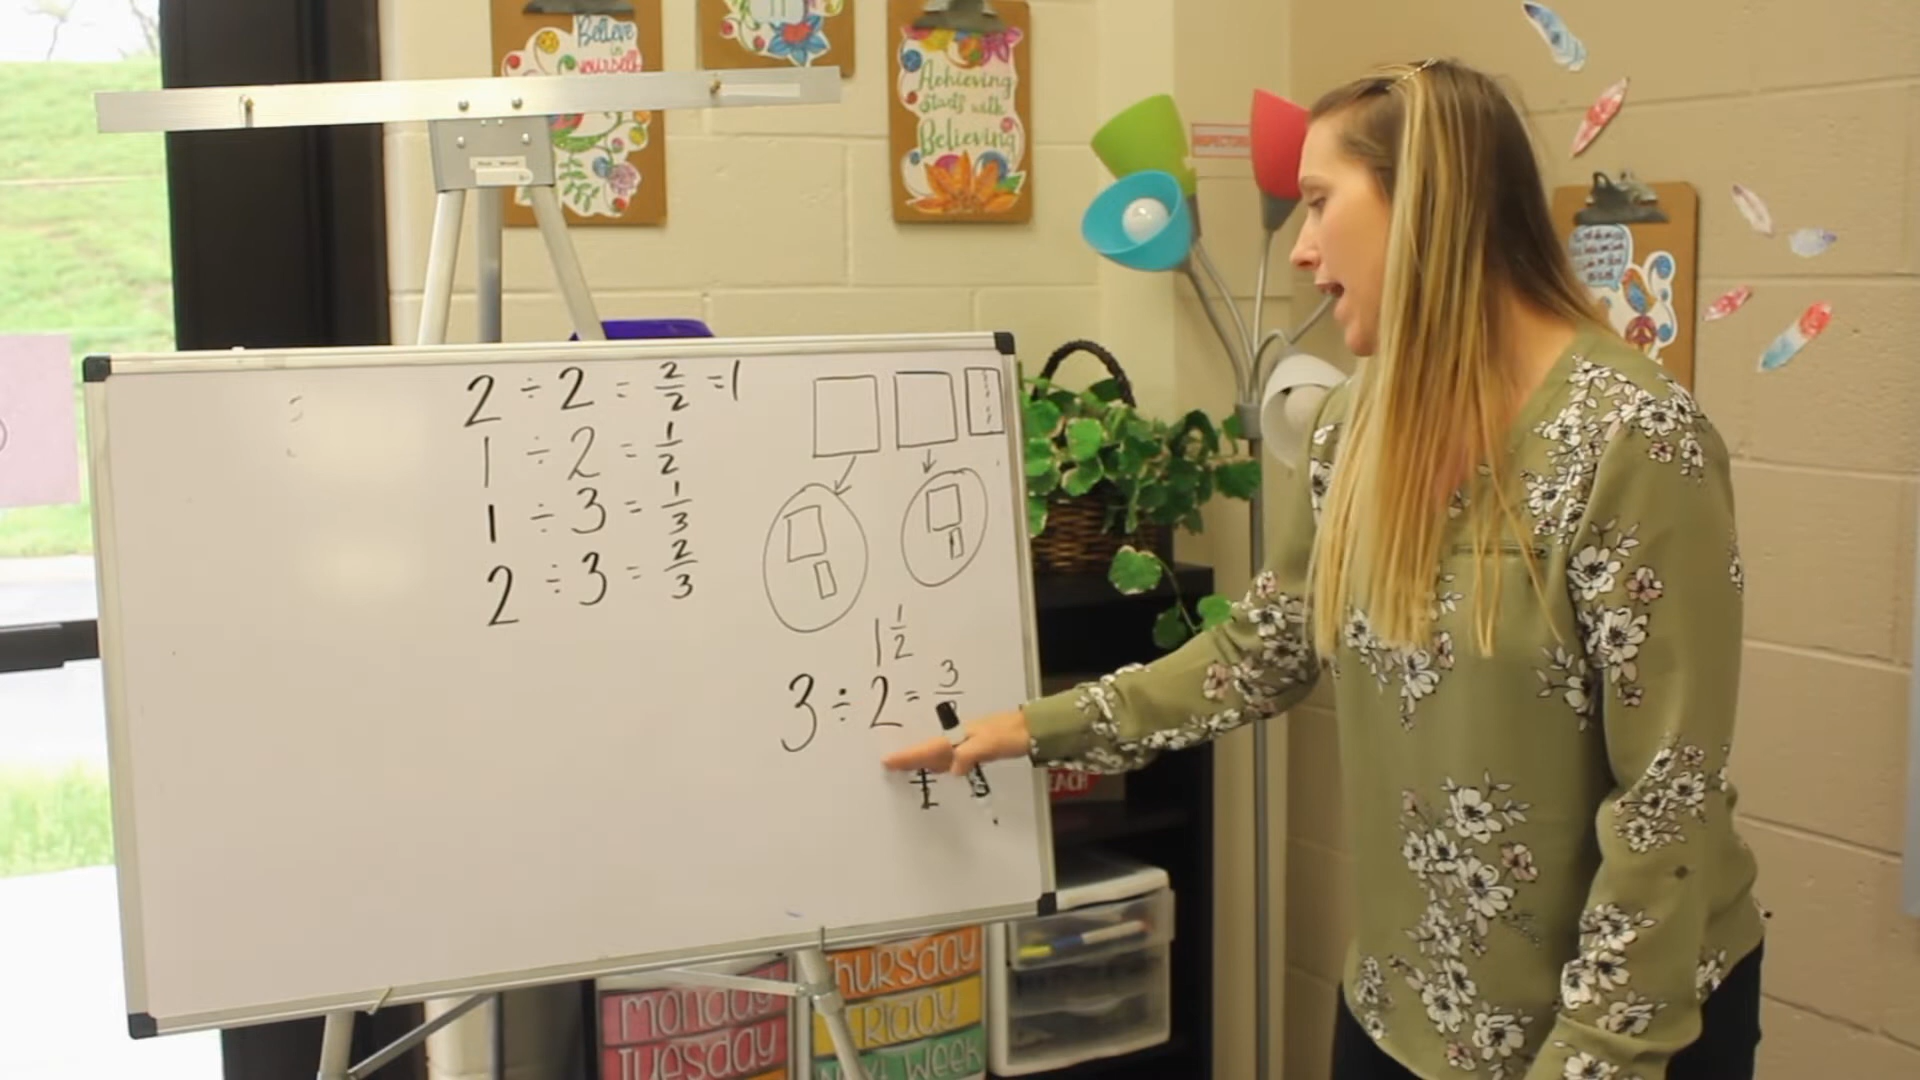 Believe
in
yourself
Achieving
starts with
Believing
2 ÷ 2 = 2/2 = 1
1 ÷ 2 = 1/2
1 ÷ 3 = 1/3
2 ÷ 3 = 2/3
1 1/2
3 ÷ 2 = 3
EACH
Monday
Tuesday
Thursday
Friday
Next Week